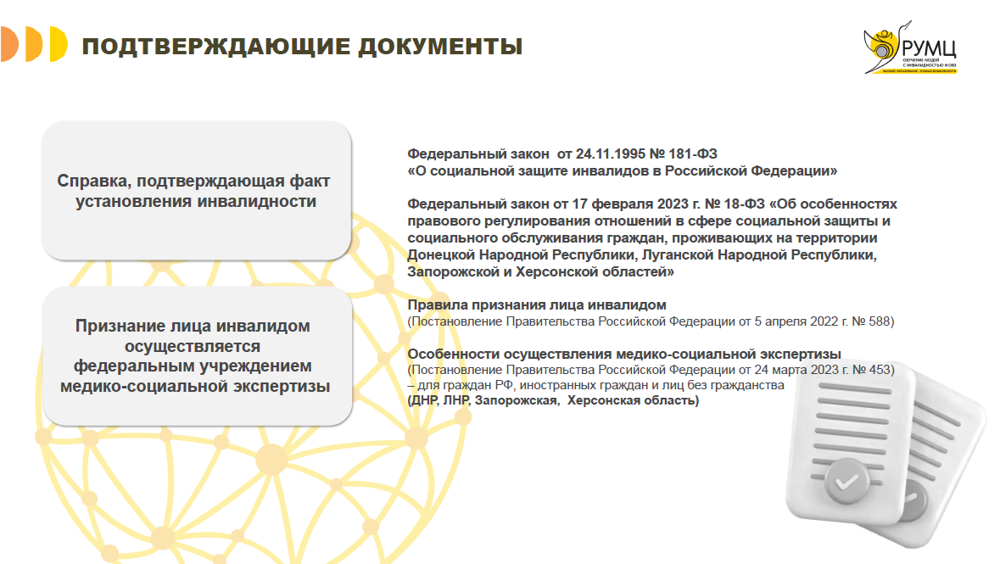 ПОДТВЕРЖДАЮЩИЕ ДОКУМЕНТЫ
РУМЦ
ОБУЧЕНИЕ ЛЮДЕЙ
С ИНВАЛИДНОСТЬЮ И ОВЗ
ВЫСШЕЕ ОБРАЗОВАНИЕ – РАВНЫЕ ВОЗМОЖНОСТИ
Справка, подтверждающая факт
установления инвалидности
Признание лица инвалидом
осуществляется
федеральным учреждением
медико-социальной экспертизы
Федеральный закон от 24.11.1995 № 181-ФЗ
«О социальной защите инвалидов в Российской Федерации»
Федеральный закон от 17 февраля 2023 г. № 18-ФЗ «Об особенностях
правового регулирования отношений в сфере социальной защиты и
социального обслуживания граждан, проживающих на территории
Донецкой Народной Республики, Луганской Народной Республики,
Запорожской и Херсонской областей»
Правила признания лица инвалидом
(Постановление Правительства Российской Федерации от 5 апреля 2022 г. № 588)
Особенности осуществления медико-социальной экспертизы
(Постановление Правительства Российской Федерации от 24 марта 2023 г. № 453)
– для граждан РФ, иностранных граждан и лиц без гражданства
(ДНР, ЛНР, Запорожская, Херсонская область)